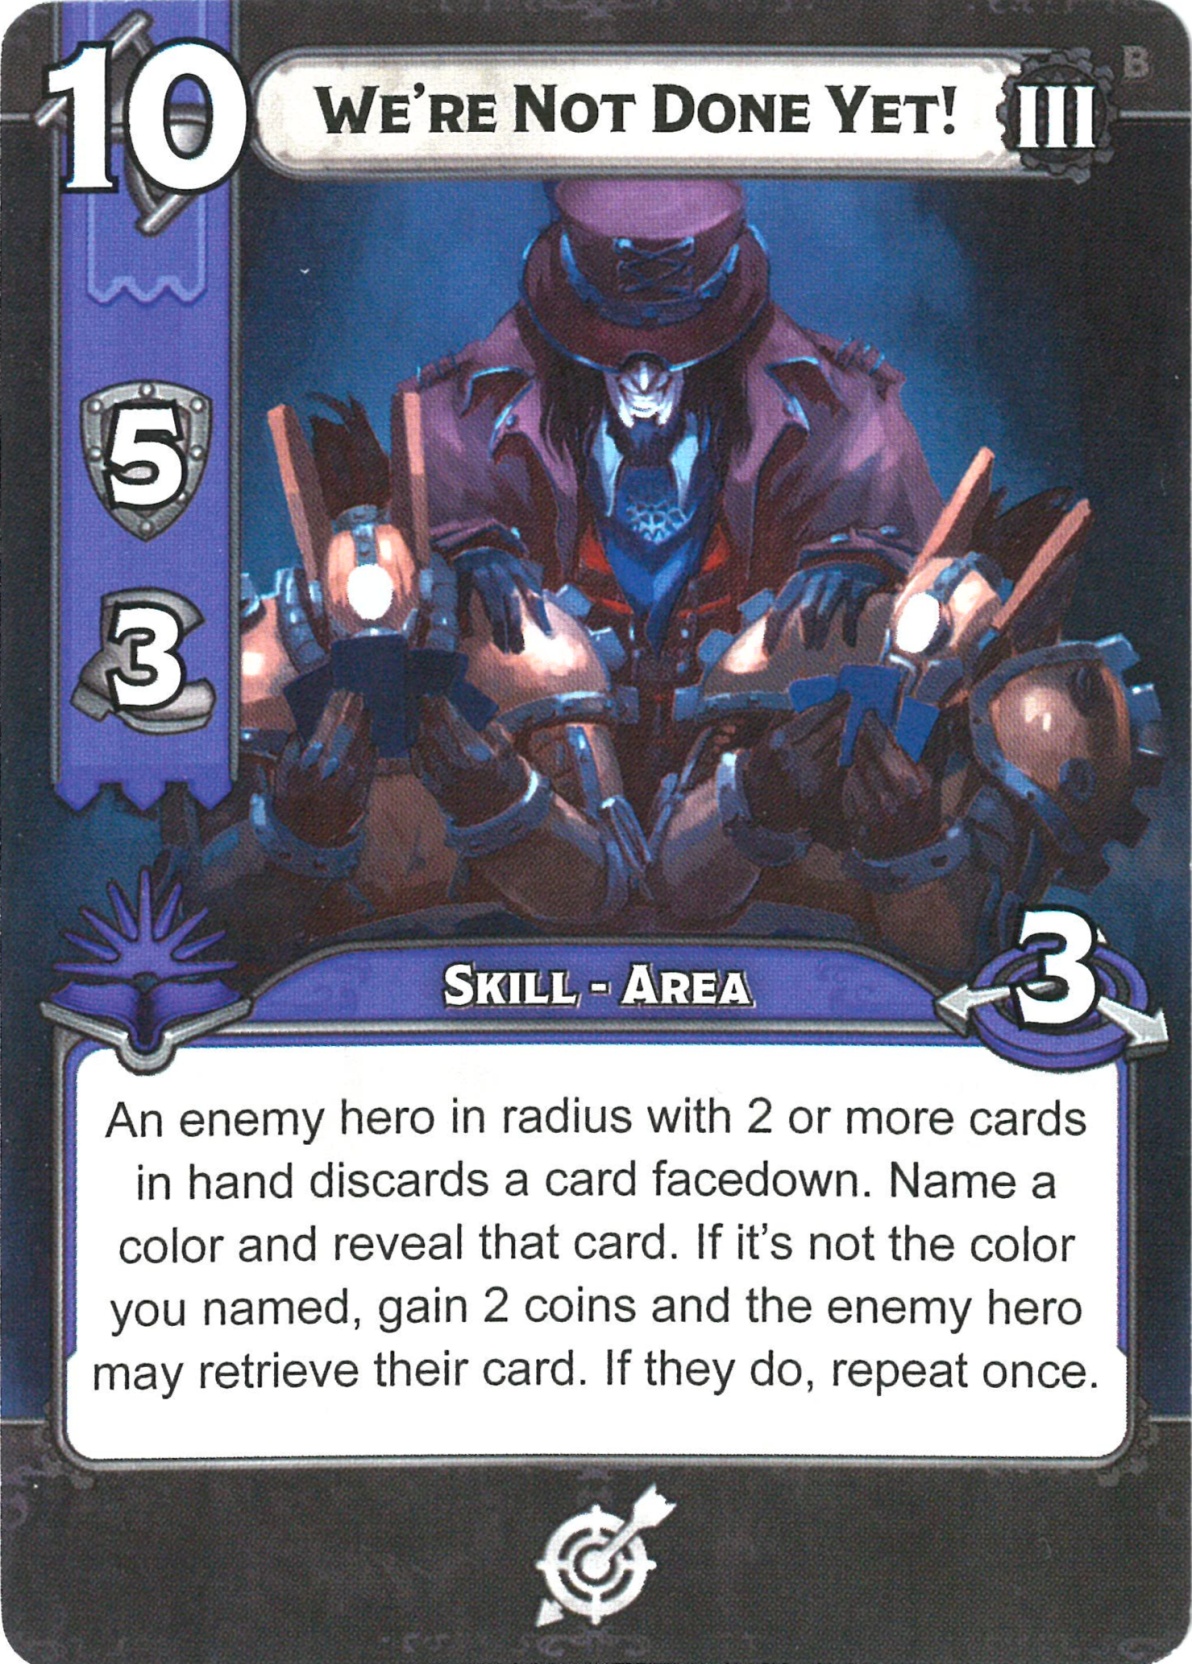 10
WE'RE NOT DONE YET!
III
B
5
3
SKILL - AREA
3
An enemy hero in radius with 2 or more cards
in hand discards a card facedown. Name a
color and reveal that card. If it's not the color
you named, gain 2 coins and the enemy hero
may retrieve their card. If they do, repeat once.